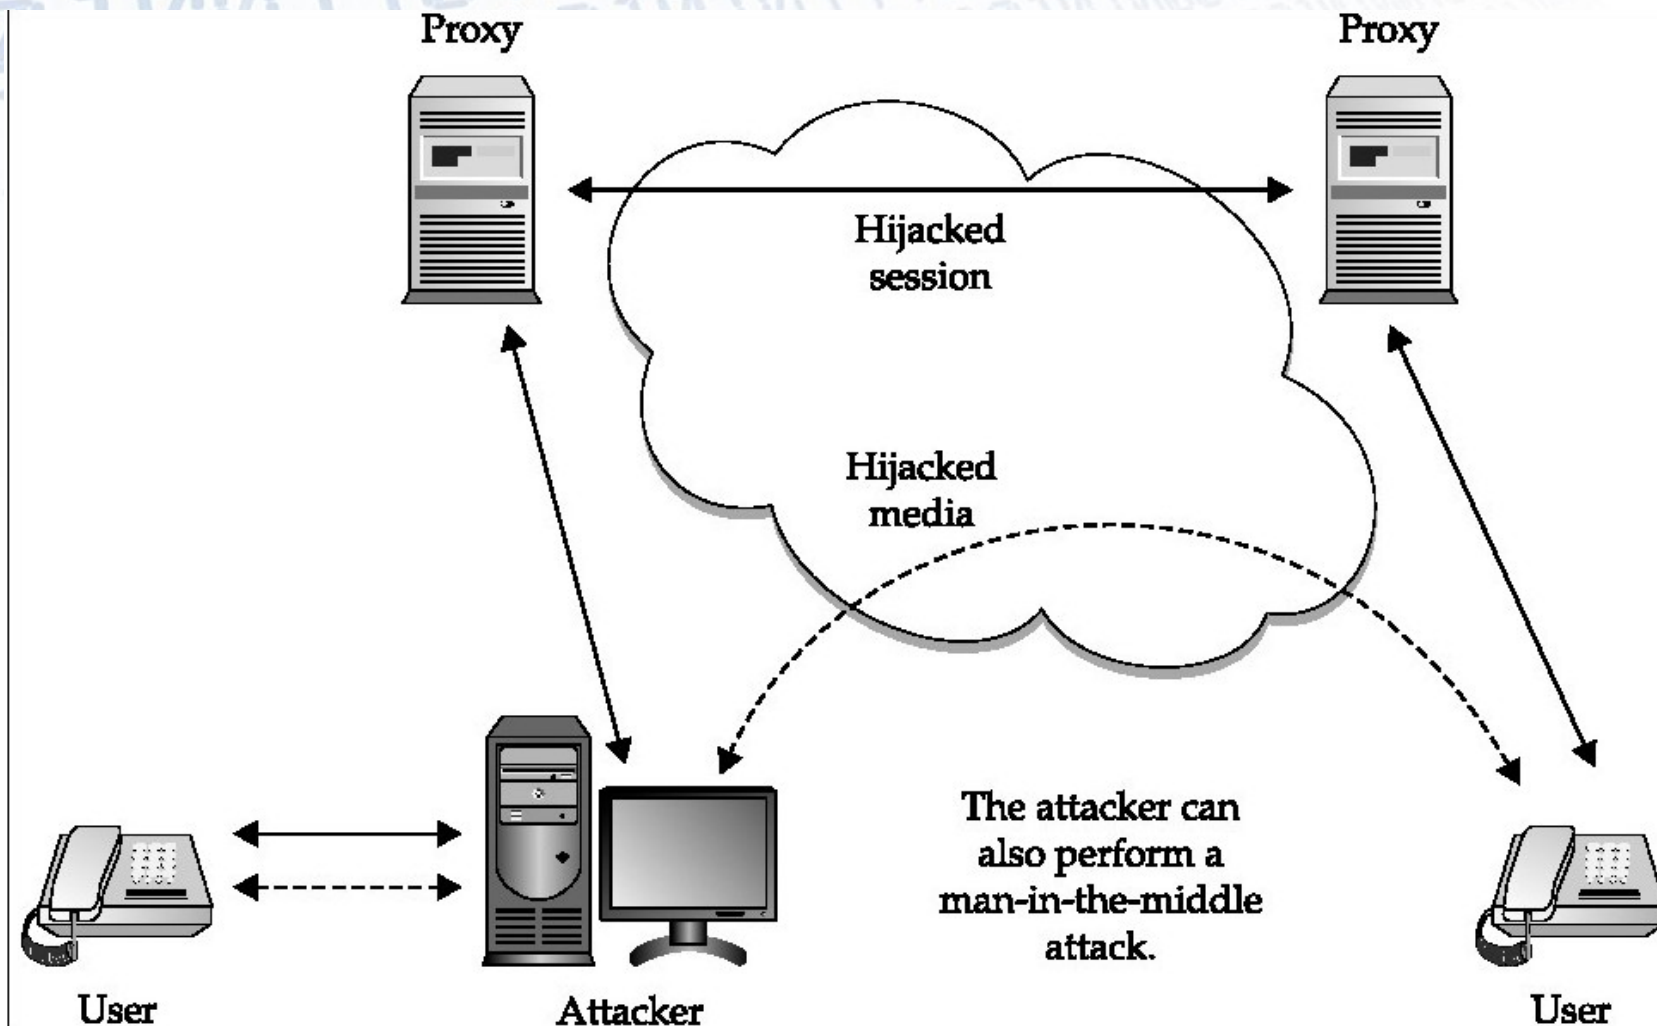 Proxy
Proxy
Hijacked
session
Hijacked
media
The attacker can
also perform a
man-in-the-middle
attack.
User
Attacker
User